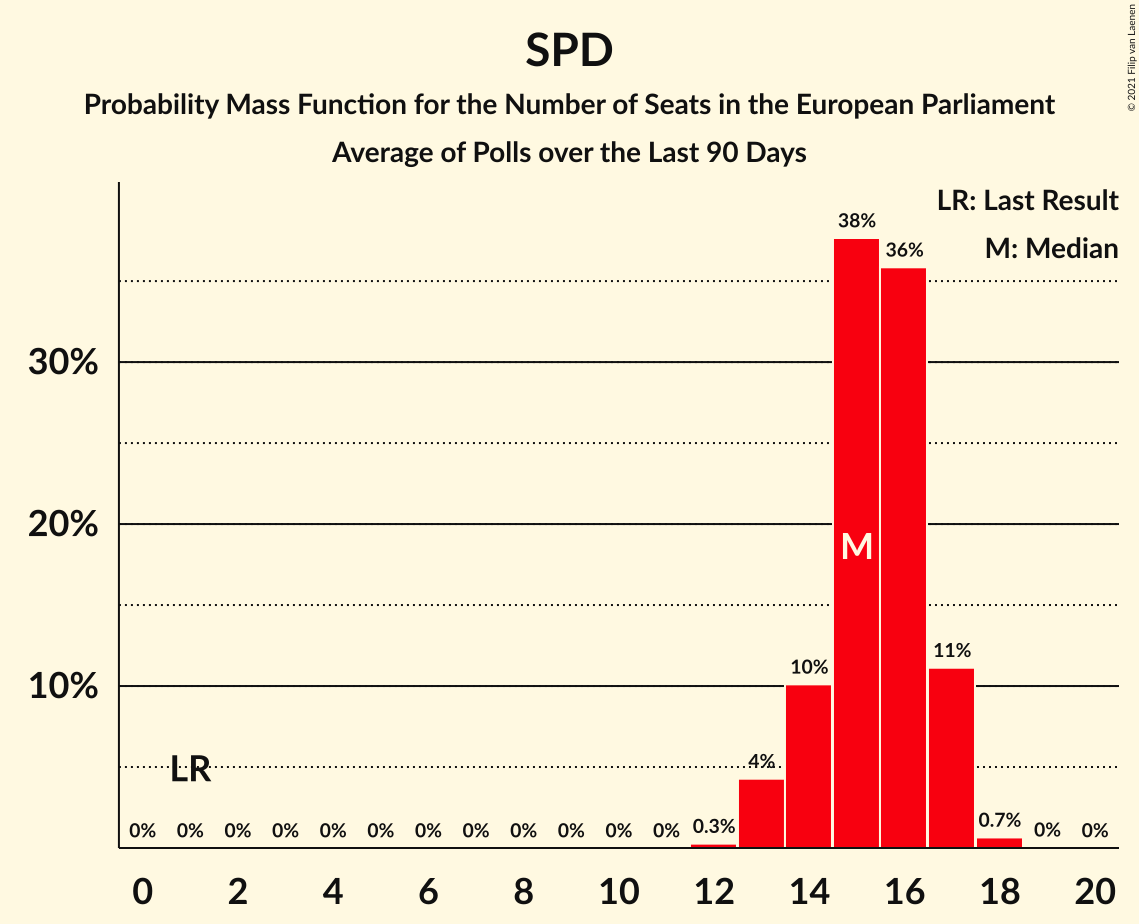 SPD
Probability Mass Function for the Number of Seats in the European Parliament
Average of Polls over the Last 90 Days
© 2021 Filip van Laenen
LR: Last Result
M: Median
38%
36%
30%
20%
M
11%
10%
10%
LR
4%
0% 0% 0% 0% 0% 0% 0% 0% 0% 0% 0% 0% 0.3% 0.7% 0% 0%
0 2 4 6 8 10 12 14 16 18 20